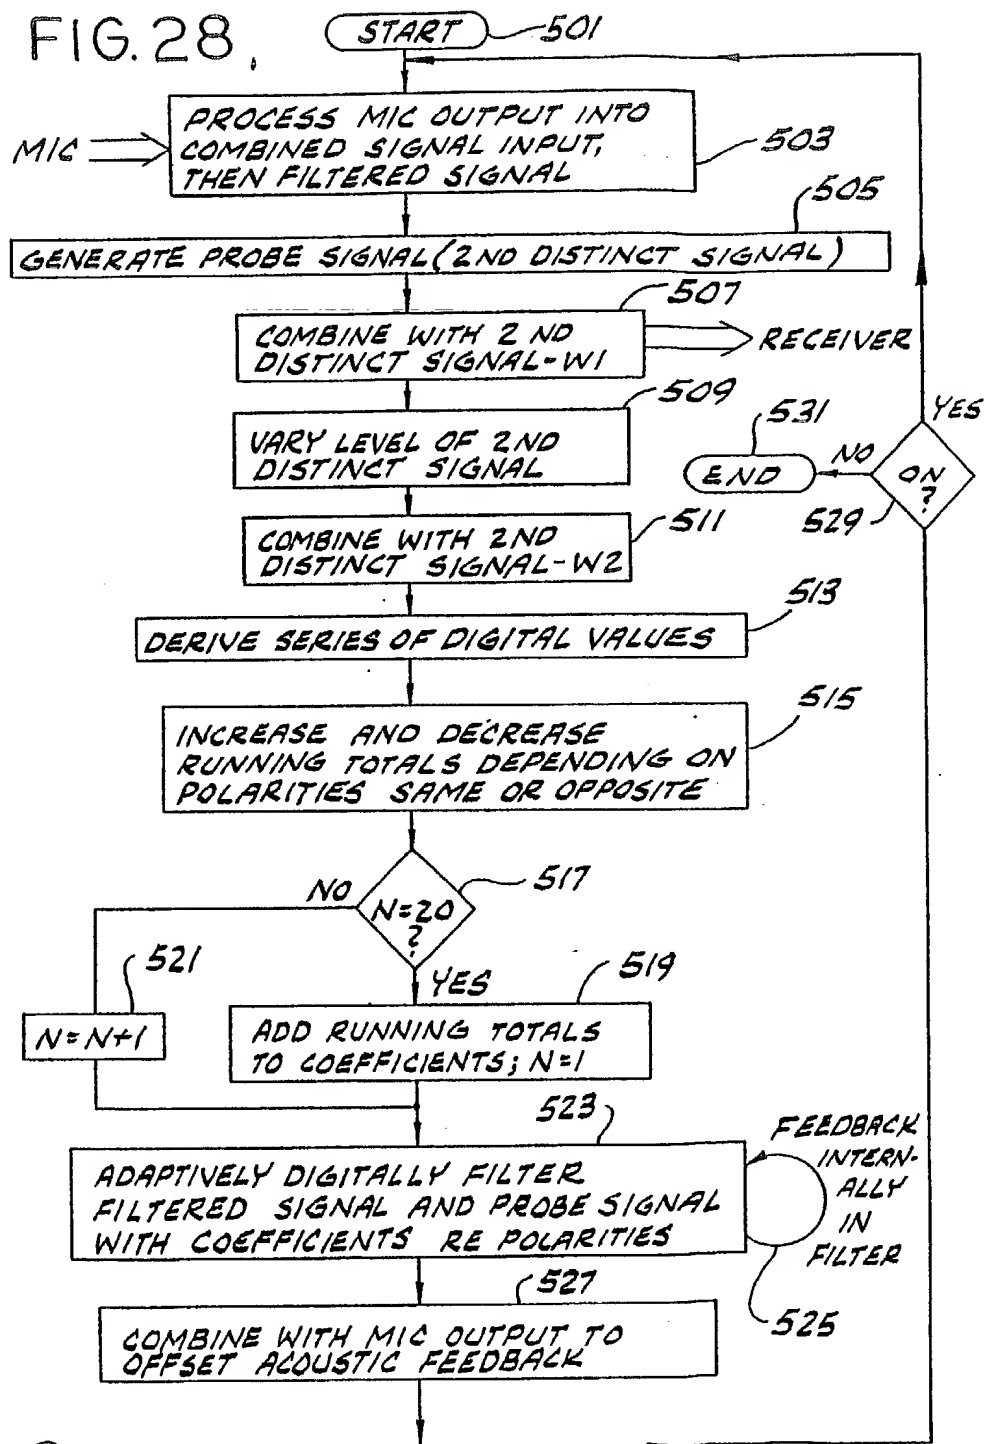 FIG. 28
START
501
MIC
PROCESS MIC OUTPUT INTO
COMBINED SIGNAL INPUT,
THEN FILTERED SIGNAL
503
505
GENERATE PROBE SIGNAL (2ND DISTINCT SIGNAL)
507
COMBINE WITH 2ND
DISTINCT SIGNAL-W1
RECEIVER
509
VARY LEVEL OF 2ND
DISTINCT SIGNAL
531
END
NO
YES
ON
?
529
511
COMBINE WITH 2ND
DISTINCT SIGNAL-W2
513
DERIVE SERIES OF DIGITAL VALUES
515
INCREASE AND DECREASE
RUNNING TOTALS DEPENDING ON
POLARITIES SAME OR OPPOSITE
517
NO
N=20
?
YES
521
N=N+1
519
ADD RUNNING TOTALS
TO COEFFICIENTS; N=1
523
ADAPTIVELY DIGITALLY FILTER
FILTERED SIGNAL AND PROBE SIGNAL
WITH COEFFICIENTS RE POLARITIES
FEEDBACK
INTERN-
ALLY
IN
FILTER
525
527
COMBINE WITH MIC OUTPUT TO
OFFSET ACOUSTIC FEEDBACK